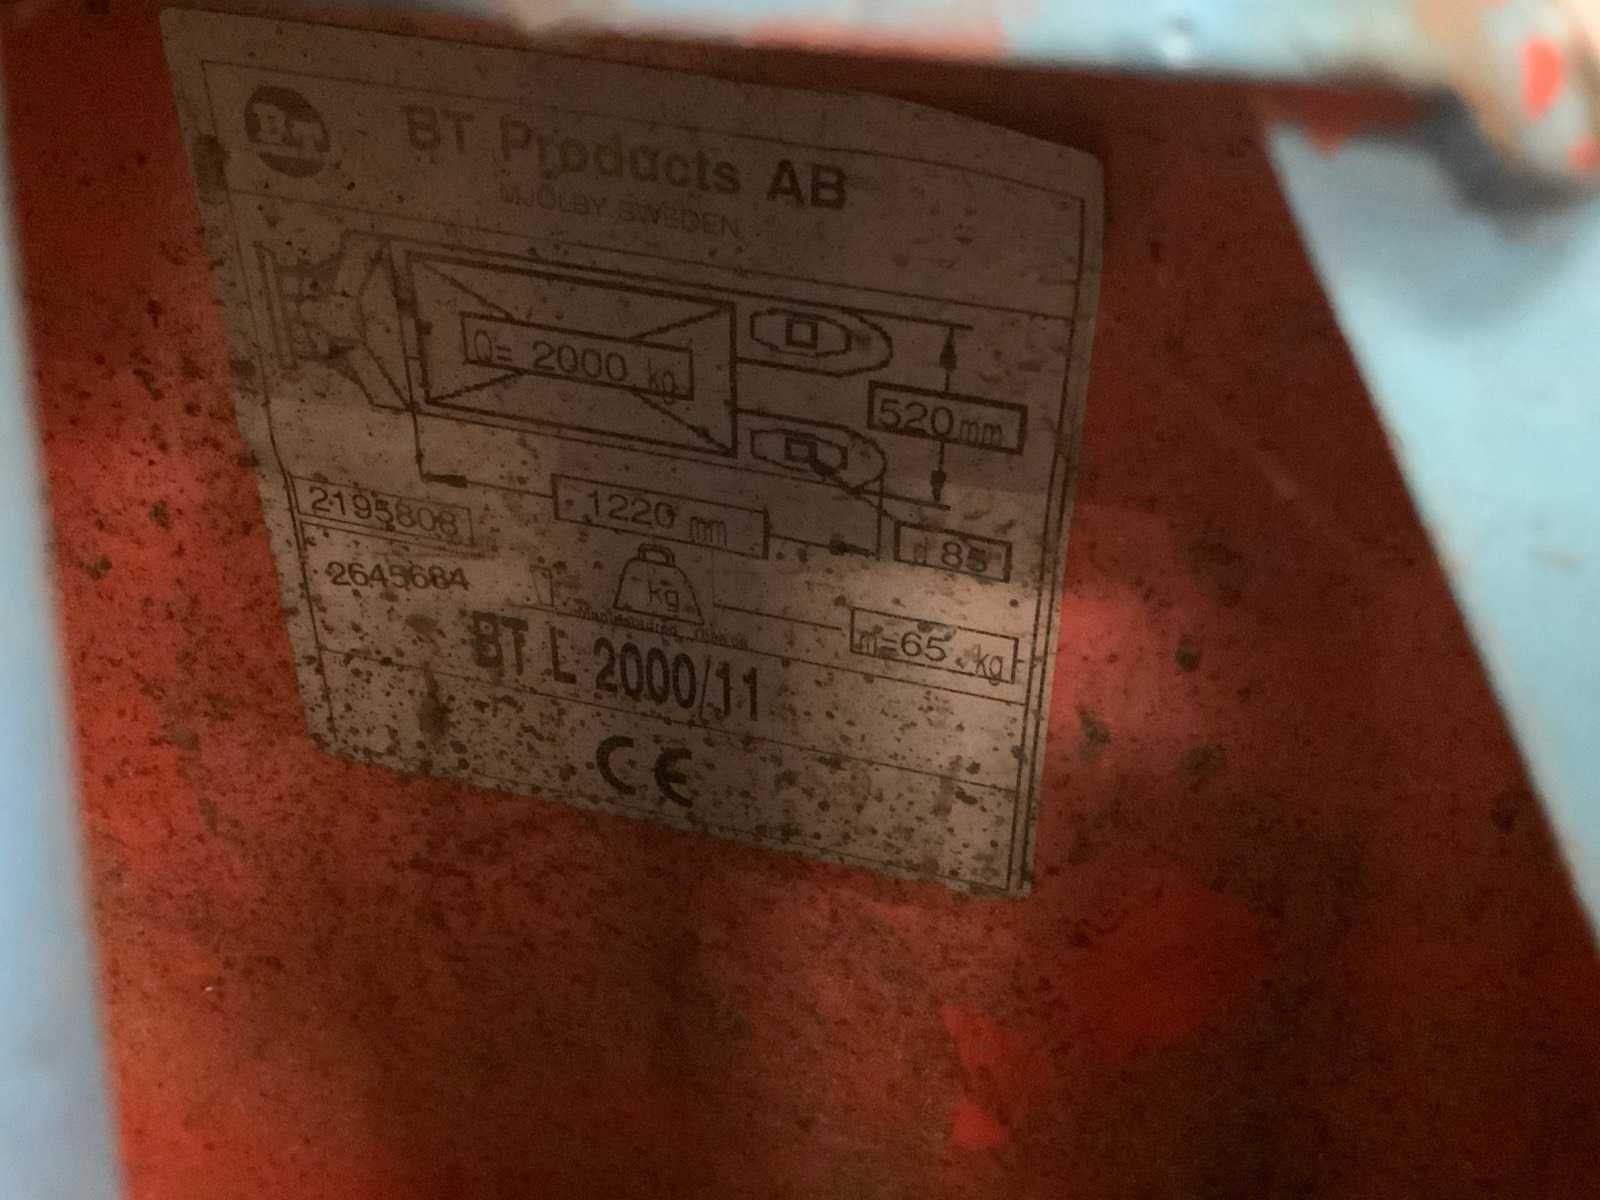 BT
BT Products AB
MJÖLBY SWEDEN
Q= 2000 kg
520 mm
1220 mm
d 85
2195808
2645684
kg
m=65 kg
BT L 2000/11
CE